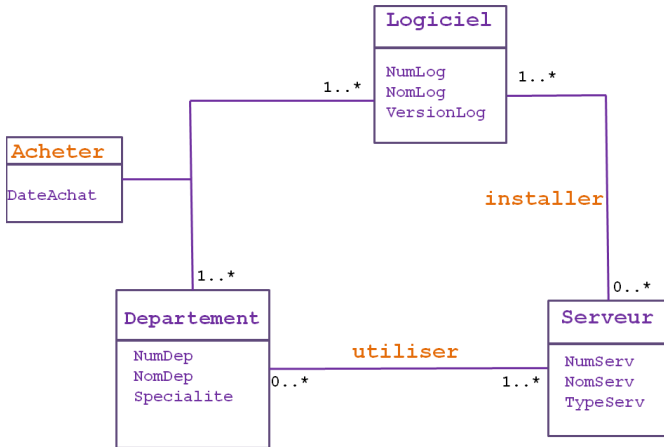 Logiciel
NumLog
NomLog
VersionLog
1..*
1..*
Acheter
DateAchat
installer
1..*
0..*
Departement
NumDep
NomDep
Specialite
utiliser
0..*
1..*
Serveur
NumServ
NomServ
TypeServ